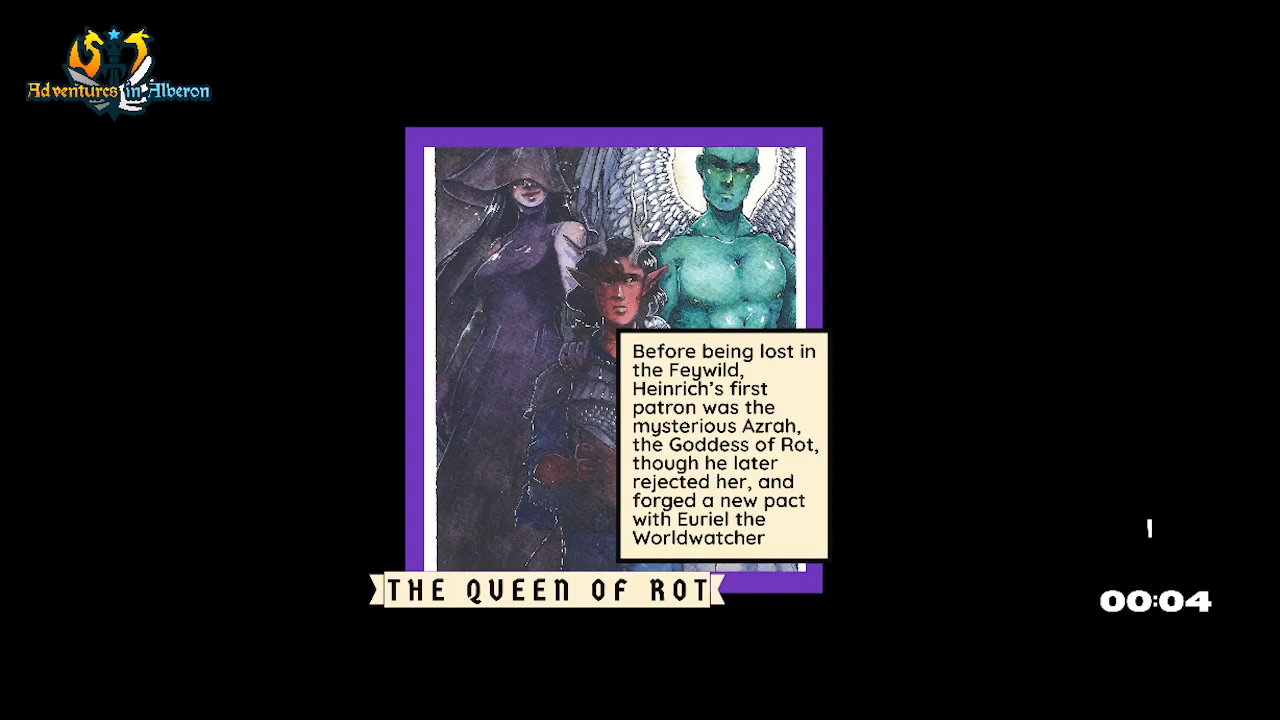 Adventures in Alberon
Before being lost in
the Feywild,
Heinrich's first
patron was the
mysterious Azrah,
the Goddess of Rot,
though he later
rejected her, and
forged a new pact
with Euriel the
Worldwatcher
THE QUEEN OF ROT
00:04